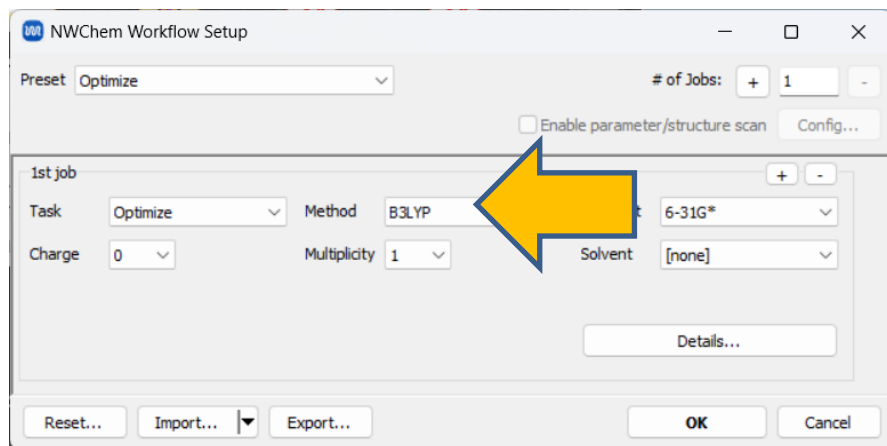 NWChem Workflow Setup
Preset Optimize # of Jobs: + 1 -
Enable parameter/structure scan Config...
1st job + -
Task Optimize Method B3LYP 6-31G*
Charge 0 Multiplicity 1 Solvent [none]
Details...
Reset... Import... Export... OK Cancel